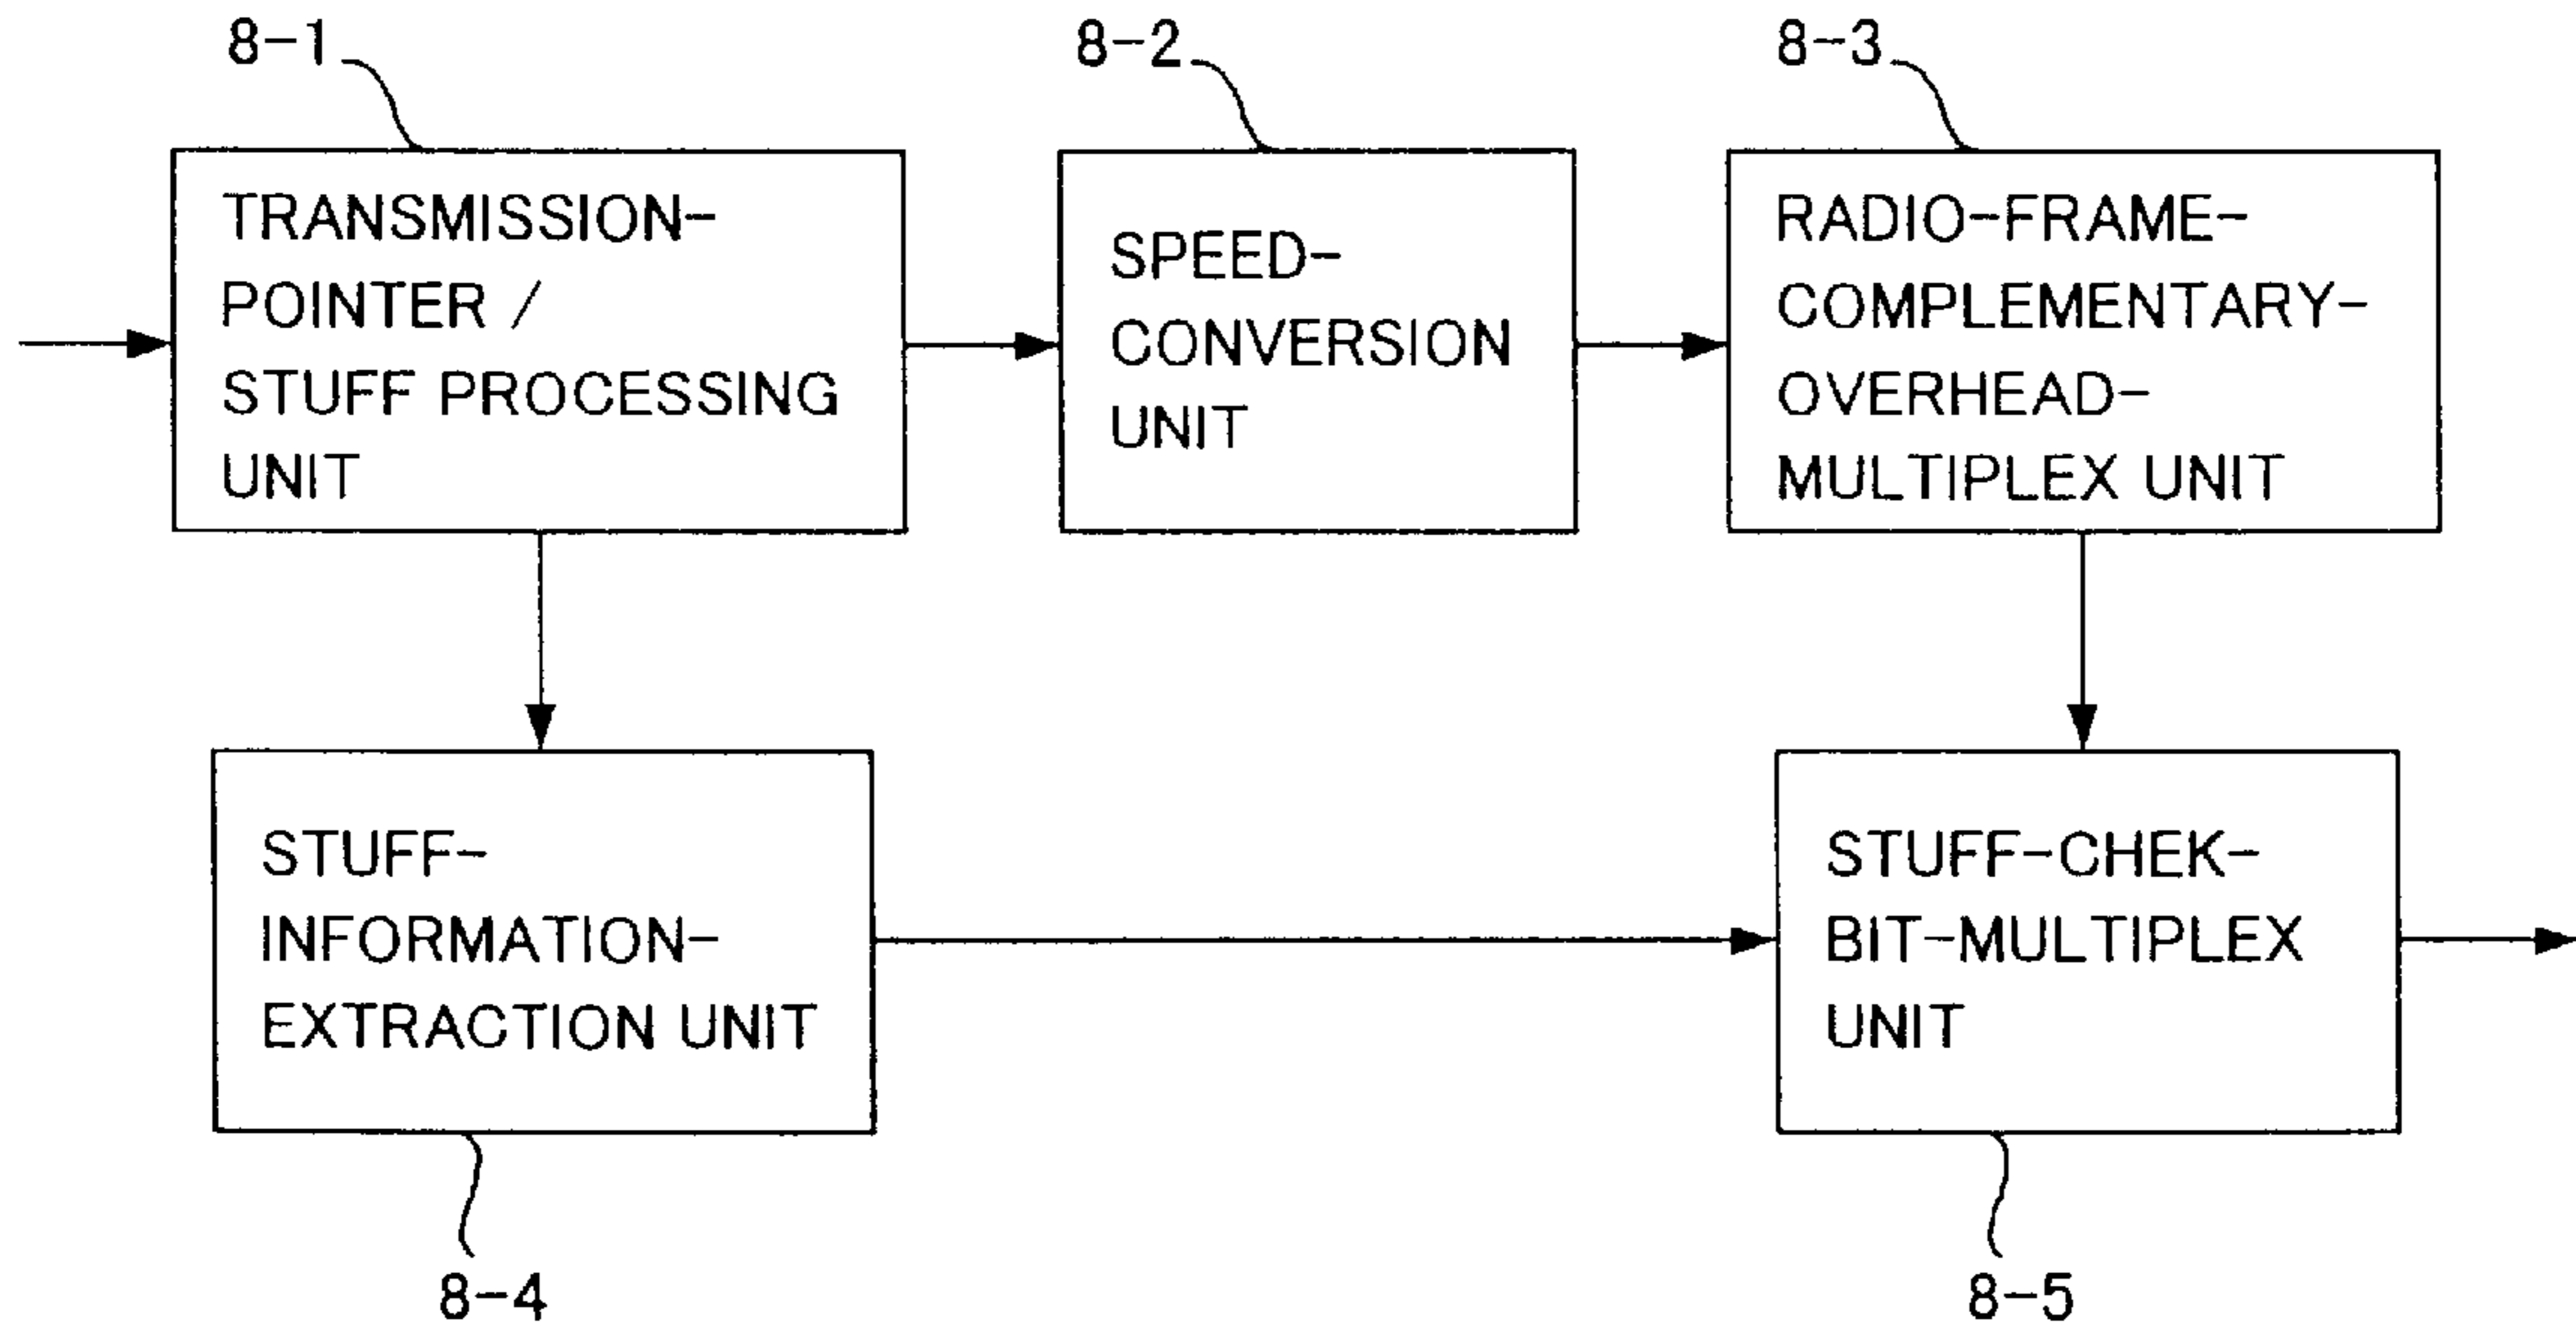 8-1
8-2
8-3
TRANSMISSION-
POINTER /
STUFF PROCESSING
UNIT
SPEED-
CONVERSION
UNIT
RADIO-FRAME-
COMPLEMENTARY-
OVERHEAD-
MULTIPLEX UNIT
STUFF-
INFORMATION-
EXTRACTION UNIT
STUFF-CHEK-
BIT-MULTIPLEX
UNIT
8-4
8-5